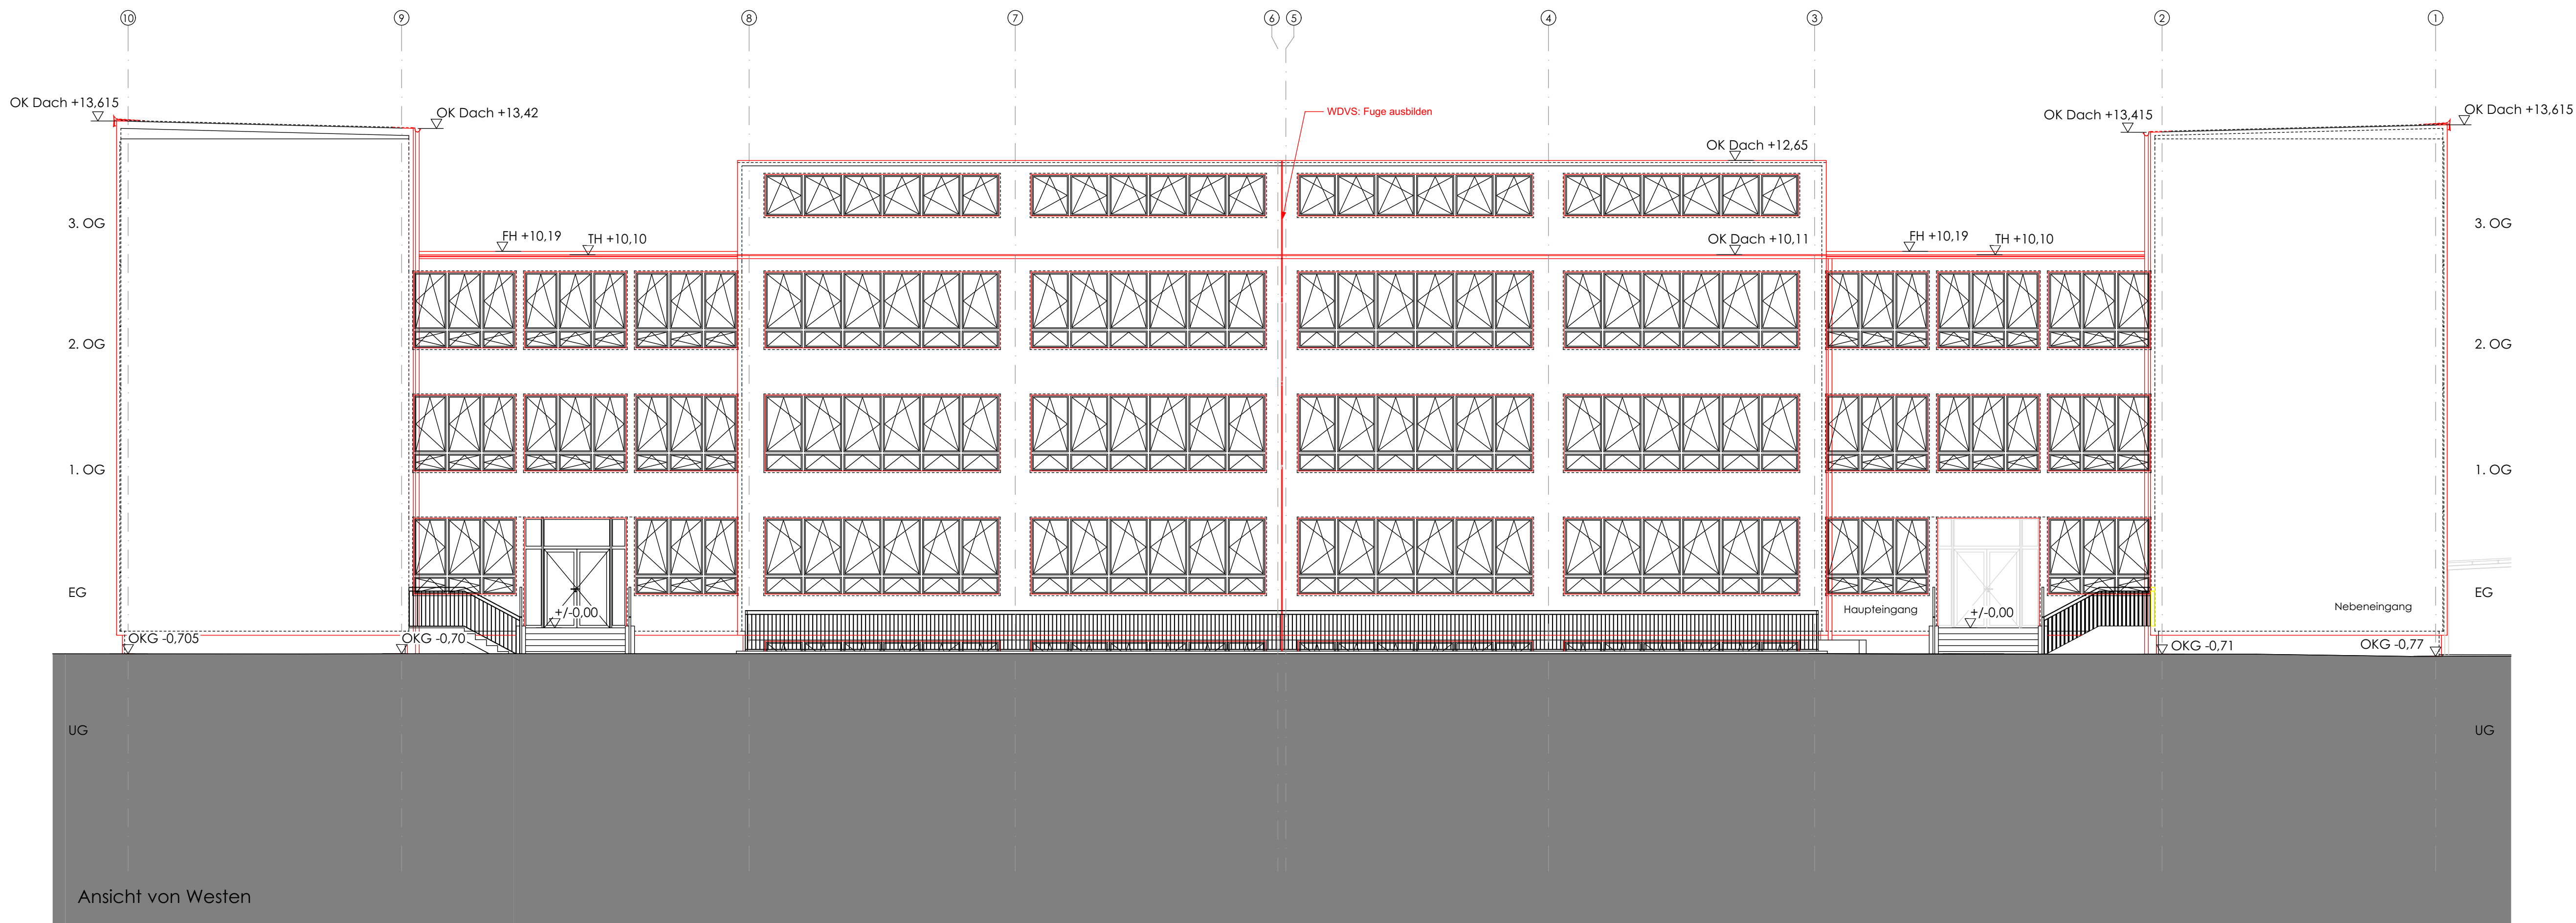 10 9 8 7 6 5 4 3 2 1
OK Dach +13,615
OK Dach +13,42
WDVS: Fuge ausbilden
OK Dach +13,415
OK Dach +13,615
OK Dach +12,65
3. OG
3. OG
FH +10,19
TH +10,10
OK Dach +10,11
FH +10,19
TH +10,10
2. OG
2. OG
1. OG
1. OG
EG
EG
+/-0,00
Haupteingang
+/-0,00
Nebeneingang
OKG -0,705
OKG -0,70
OKG -0,71
OKG -0,77
UG
UG
Ansicht von Westen